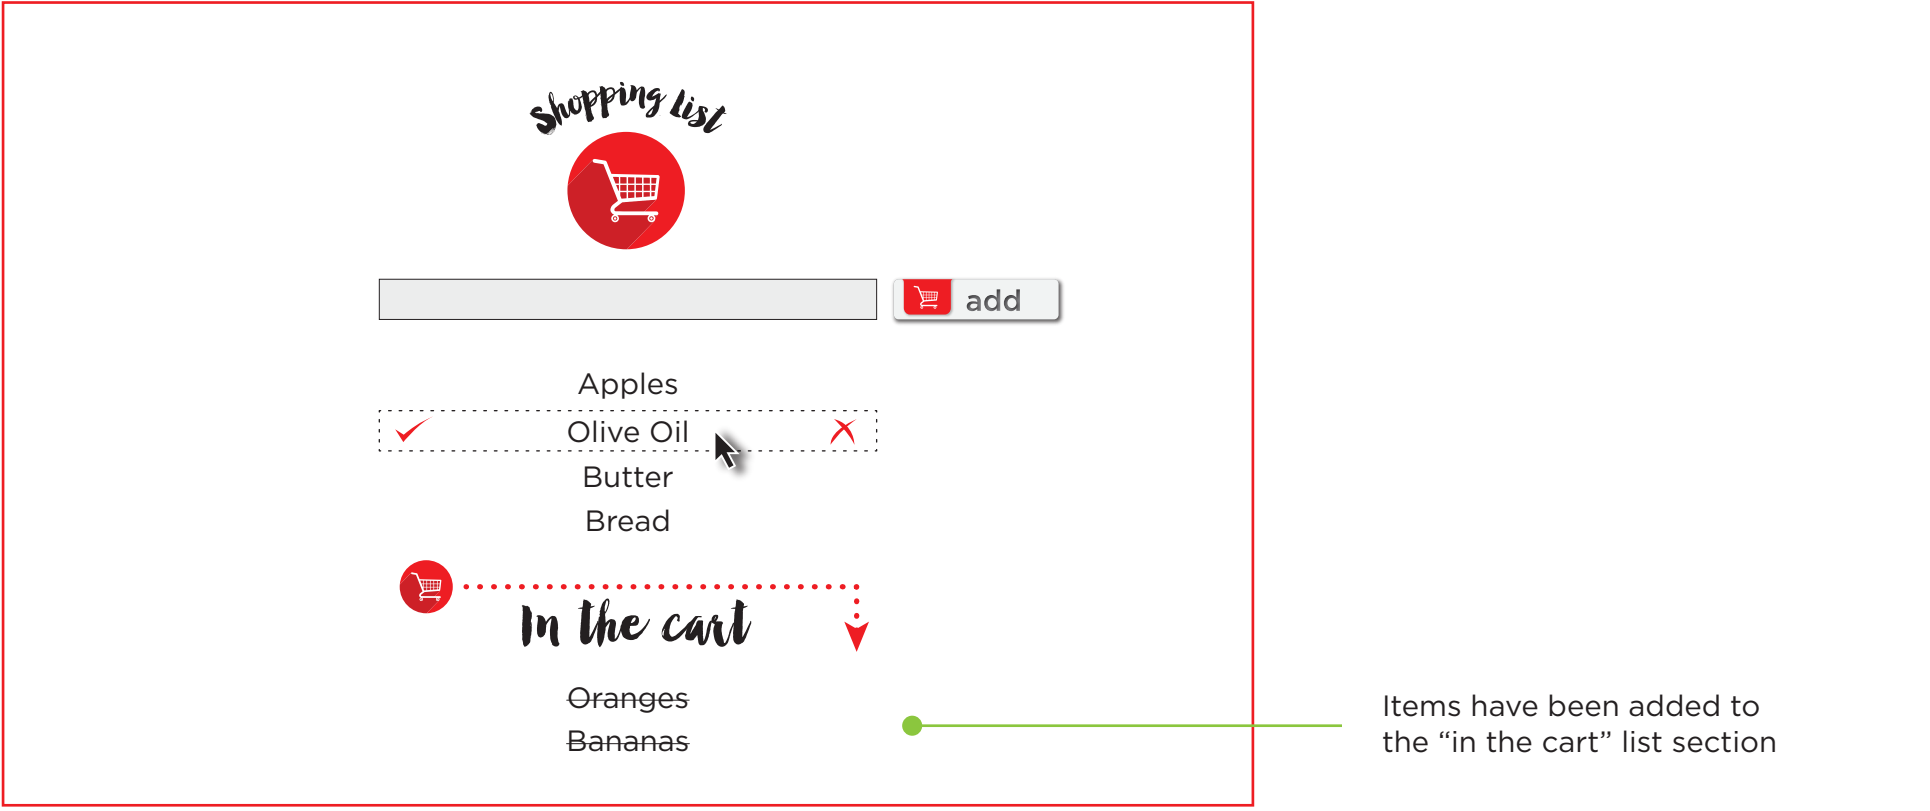 Shopping List
add
Apples
Olive Oil
Butter
Bread
In the cart
Oranges
Bananas
Items have been added to
the “in the cart” list section